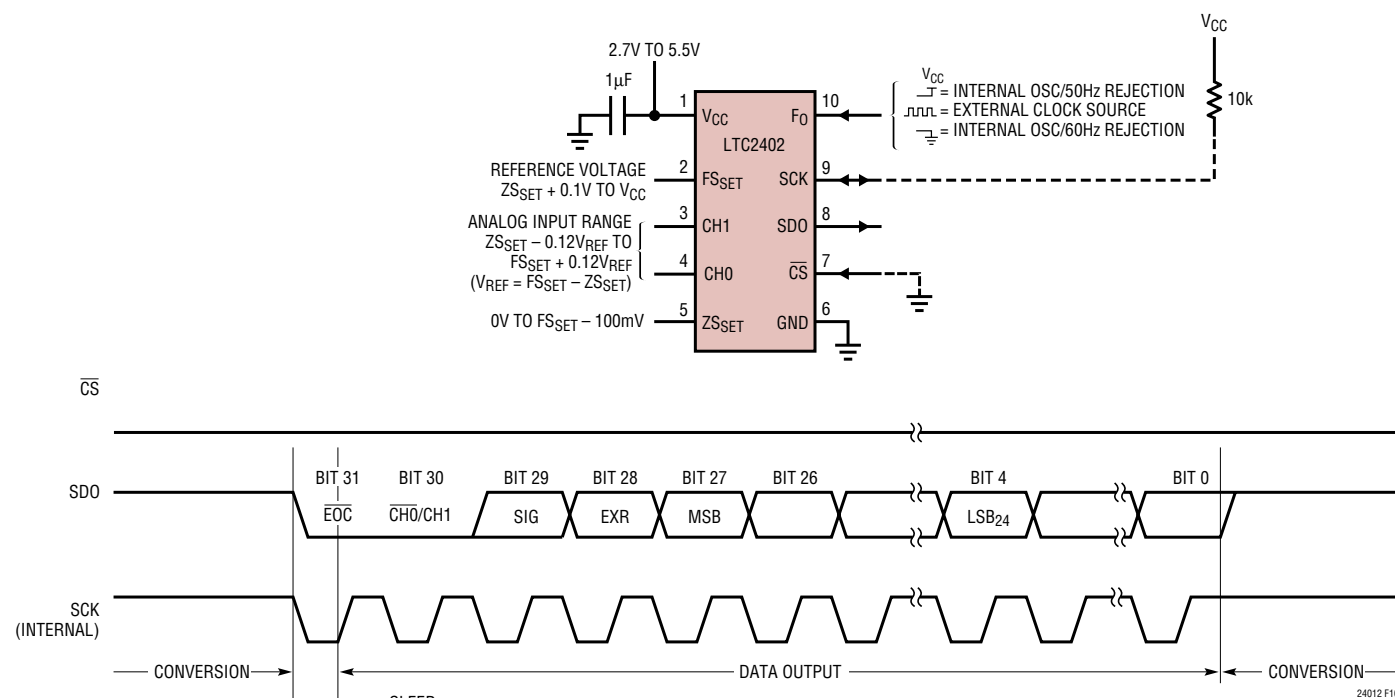 VCC
2.7V TO 5.5V
1µF
1
VCC
10
FO
LTC2402
VCC
= INTERNAL OSC/50Hz REJECTION
= EXTERNAL CLOCK SOURCE
= INTERNAL OSC/60Hz REJECTION
10k
REFERENCE VOLTAGE
ZSSET + 0.1V TO VCC
2
FSSET
9
SCK
ANALOG INPUT RANGE
ZSSET – 0.12VREF TO
FSSET + 0.12VREF
(VREF = FSSET – ZSSET)
3
CH1
8
SDO
4
CH0
7
CS
0V TO FSSET – 100mV
5
ZSSET
6
GND
CS
SDO
BIT 31
BIT 30
BIT 29
BIT 28
BIT 27
BIT 26
BIT 4
BIT 0
EOC
CH0/CH1
SIG
EXR
MSB
LSB24
SCK
(INTERNAL)
CONVERSION
DATA OUTPUT
CONVERSION
SLEEP